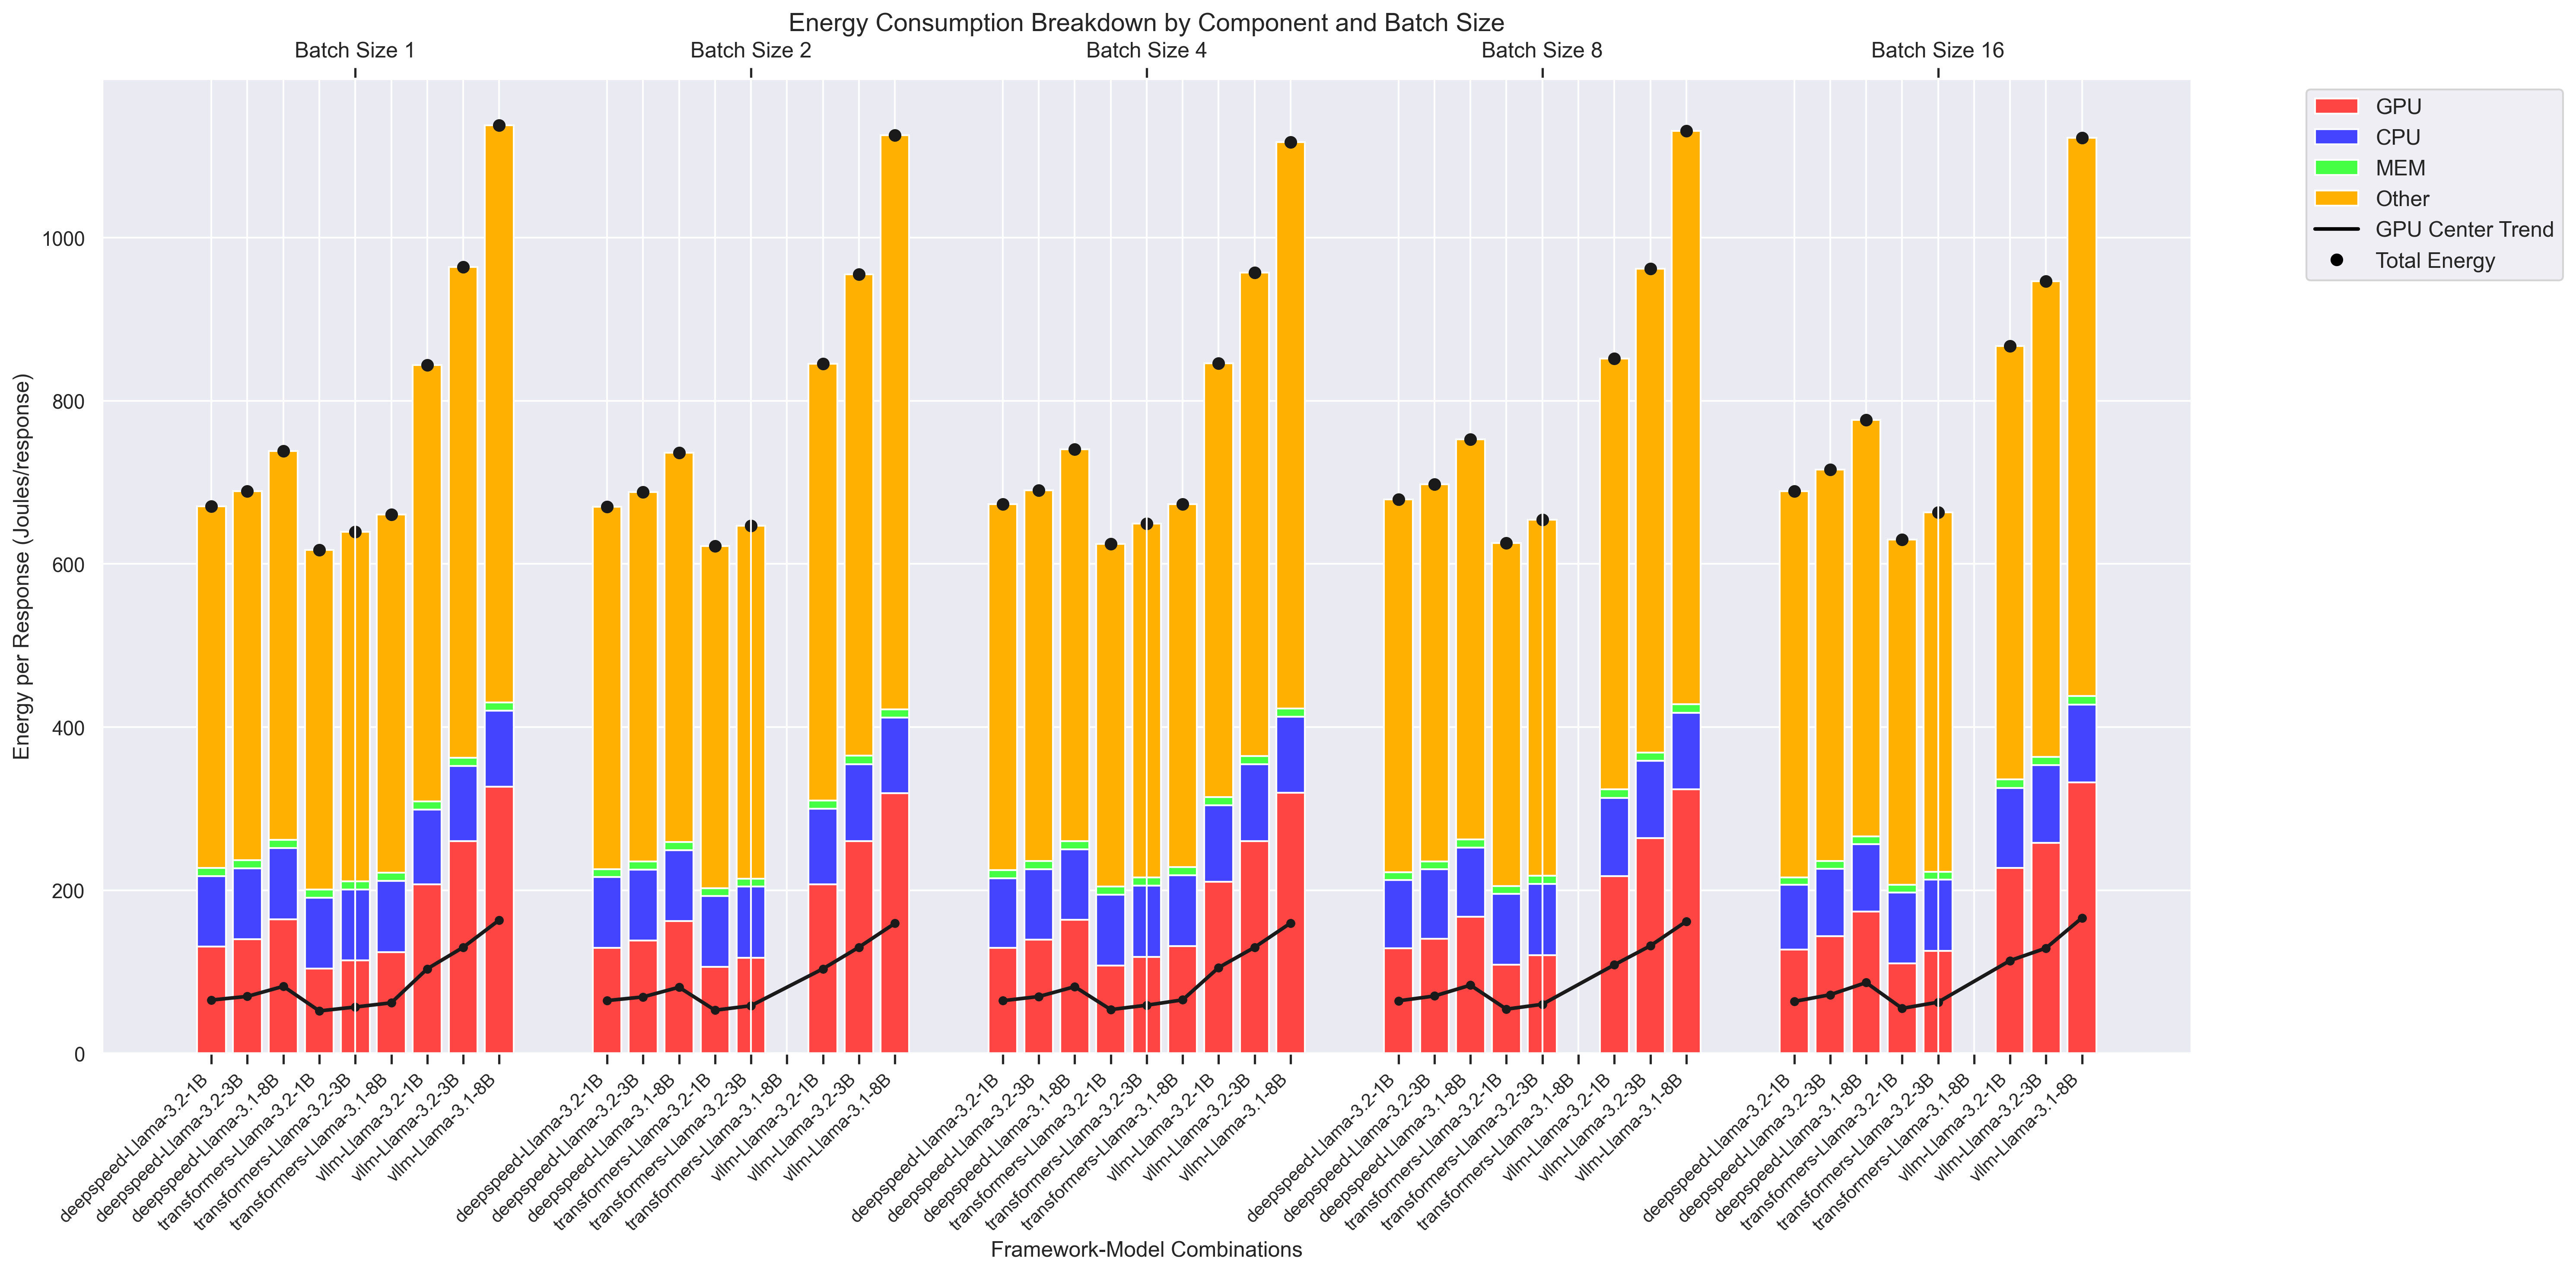 Energy Consumption Breakdown by Component and Batch Size
Batch Size 1
Batch Size 2
Batch Size 4
Batch Size 8
Batch Size 16
GPU
CPU
MEM
Other
GPU Center Trend
Total Energy
Energy per Response (Joules/response)
1000
800
600
400
200
0
deepspeed-Llama-3.2-1B
deepspeed-Llama-3.2-3B
deepspeed-Llama-3.1-8B
transformers-Llama-3.2-1B
transformers-Llama-3.2-3B
transformers-Llama-3.1-8B
vllm-Llama-3.2-1B
vllm-Llama-3.2-3B
vllm-Llama-3.1-8B
deepspeed-Llama-3.2-1B
deepspeed-Llama-3.2-3B
deepspeed-Llama-3.1-8B
transformers-Llama-3.2-1B
transformers-Llama-3.2-3B
transformers-Llama-3.1-8B
vllm-Llama-3.2-1B
vllm-Llama-3.2-3B
vllm-Llama-3.1-8B
deepspeed-Llama-3.2-1B
deepspeed-Llama-3.2-3B
deepspeed-Llama-3.1-8B
transformers-Llama-3.2-1B
transformers-Llama-3.2-3B
transformers-Llama-3.1-8B
vllm-Llama-3.2-1B
vllm-Llama-3.2-3B
vllm-Llama-3.1-8B
deepspeed-Llama-3.2-1B
deepspeed-Llama-3.2-3B
deepspeed-Llama-3.1-8B
transformers-Llama-3.2-1B
transformers-Llama-3.2-3B
transformers-Llama-3.1-8B
vllm-Llama-3.2-1B
vllm-Llama-3.2-3B
vllm-Llama-3.1-8B
deepspeed-Llama-3.2-1B
deepspeed-Llama-3.2-3B
deepspeed-Llama-3.1-8B
transformers-Llama-3.2-1B
transformers-Llama-3.2-3B
transformers-Llama-3.1-8B
vllm-Llama-3.2-1B
vllm-Llama-3.2-3B
vllm-Llama-3.1-8B
Framework-Model Combinations